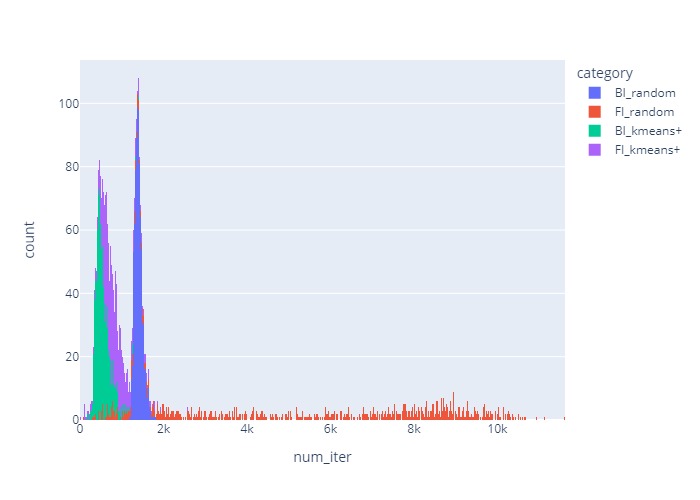 category
BI_random
FI_random
BI_kmeans+
FI_kmeans+
100
80
60
40
20
0
count
0
2k
4k
6k
8k
10k
num_iter